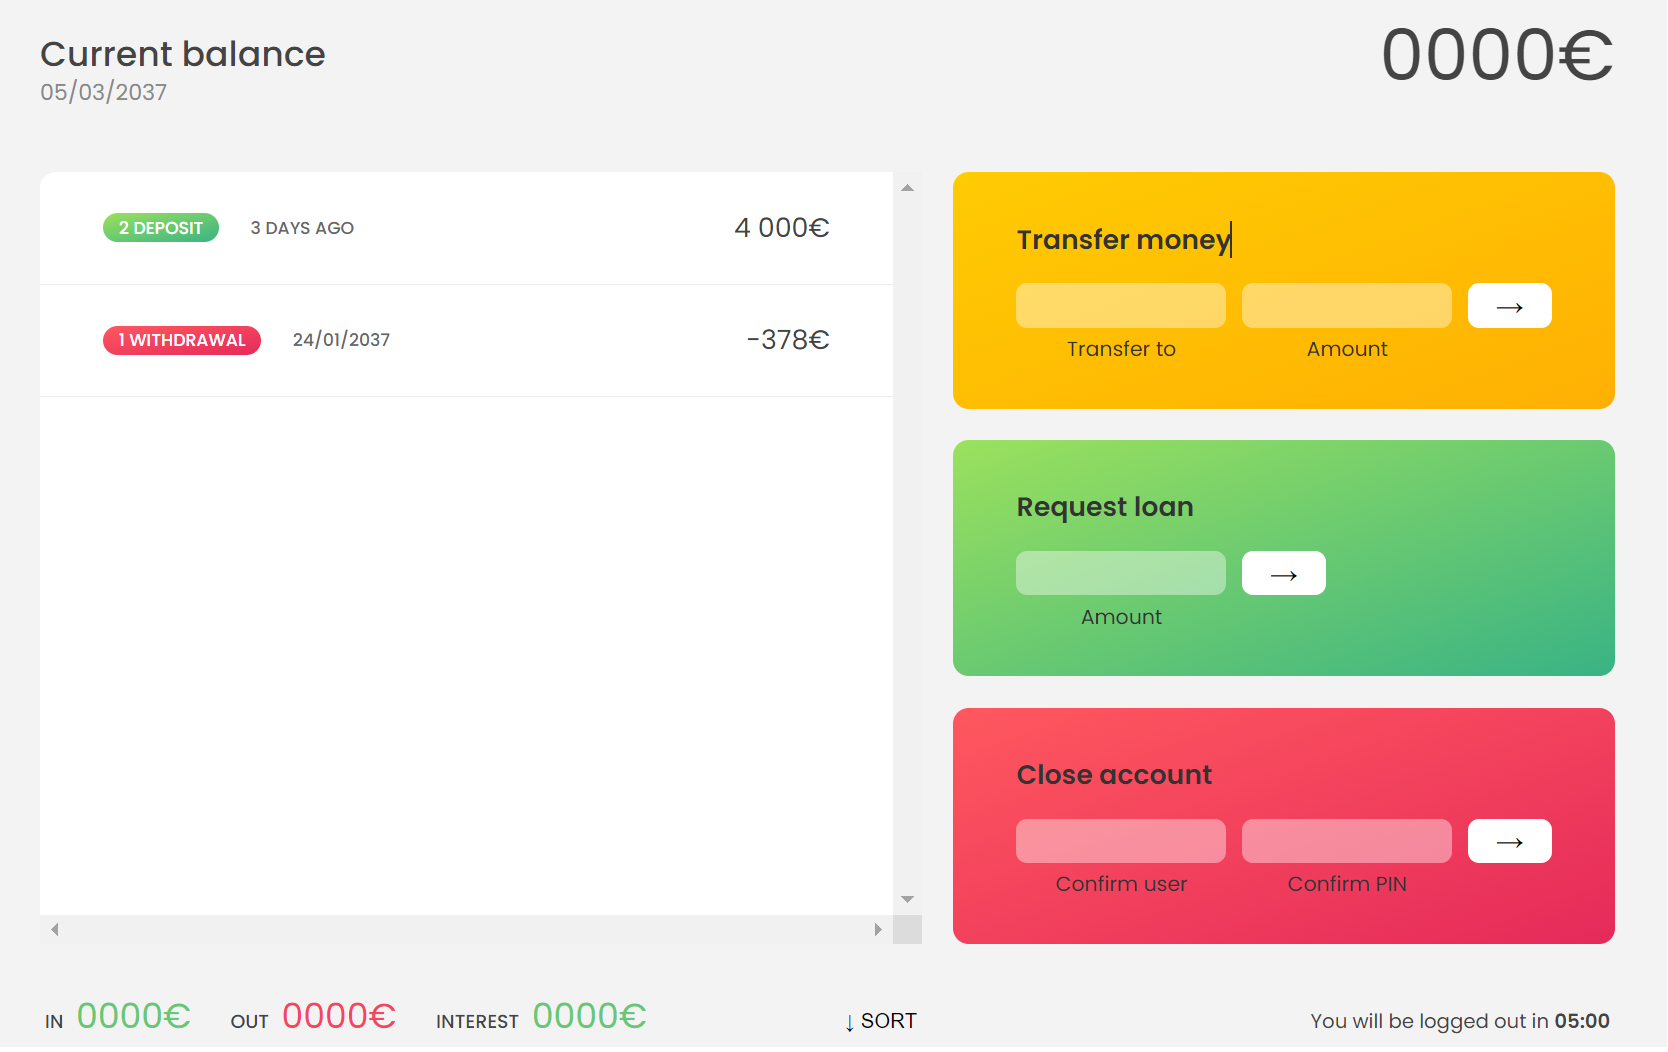 Current balance
05/03/2037
0000€
2 DEPOSIT 3 DAYS AGO 4 000€
1 WITHDRAWAL 24/01/2037 -378€
Transfer money
→
Transfer to Amount
Request loan
→
Amount
Close account
→
Confirm user Confirm PIN
IN 0000€ OUT 0000€ INTEREST 0000€ ↓ SORT
You will be logged out in 05:00